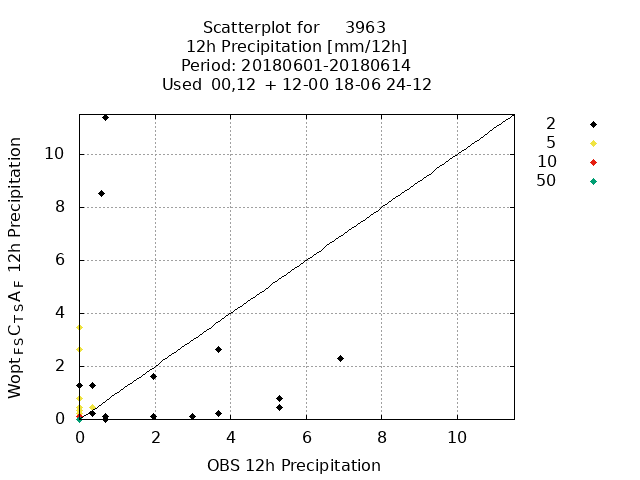 Scatterplot for 3963
12h Precipitation [mm/12h]
Period: 20180601-20180614
Used 00,12 + 12-00 18-06 24-12
2
5
10
50
10
8
6
4
2
0
0 2 4 6 8 10
OBS 12h Precipitation
Wopt F S C T S A F 12h Precipitation